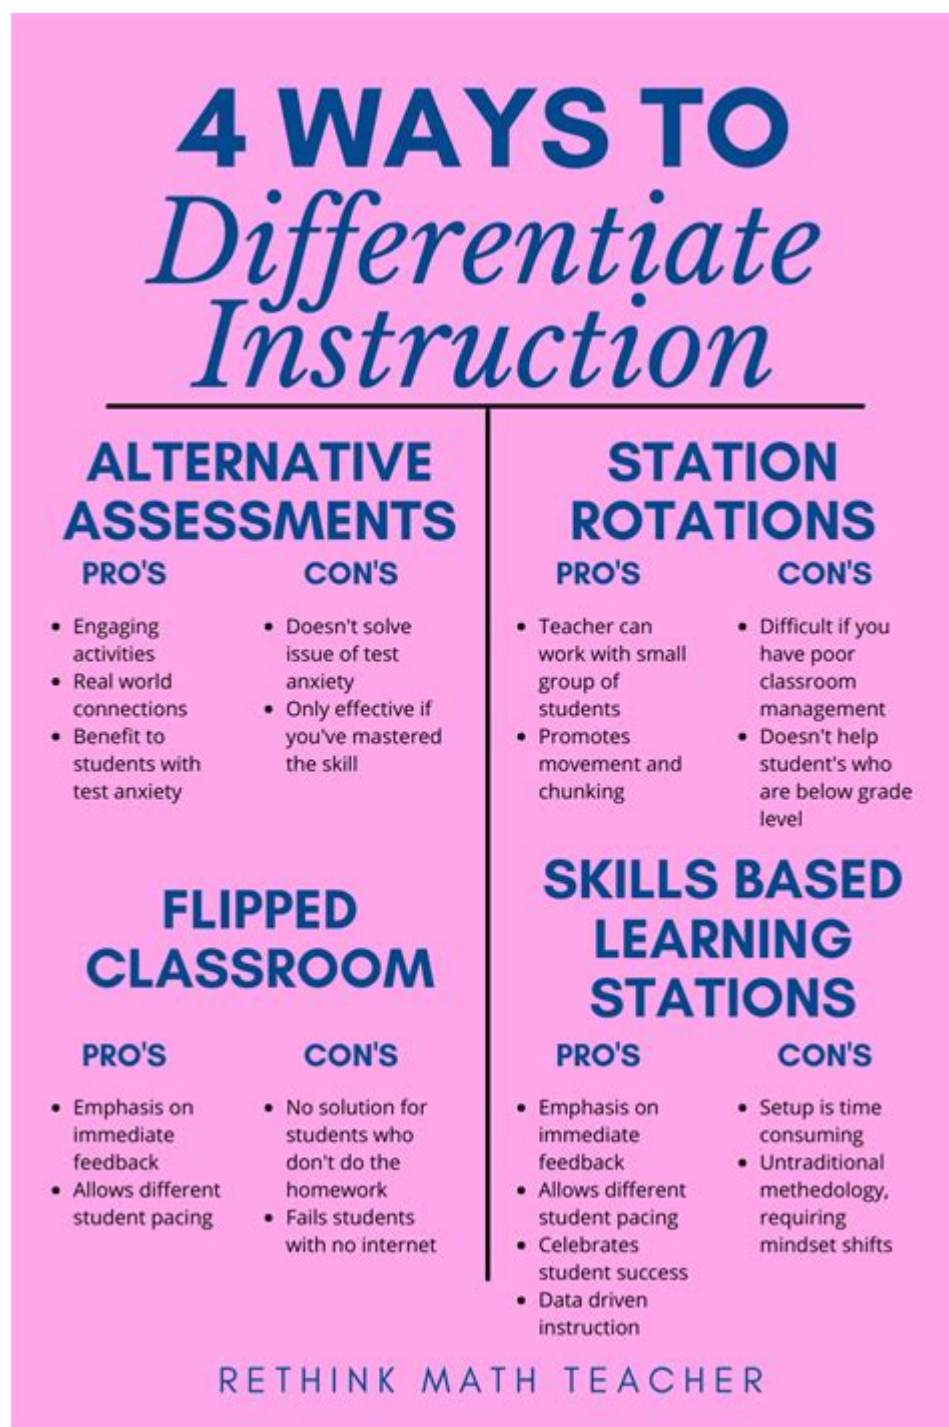 4 WAYS TO
Differentiate
Instruction
ALTERNATIVE
ASSESSMENTS
PRO'S
• Engaging
activities
• Real world
connections
• Benefit to
students with
test anxiety
CON'S
• Doesn't solve
issue of test
anxiety
• Only effective if
you've mastered
the skill
STATION
ROTATIONS
PRO'S
• Teacher can
work with small
group of
students
• Promotes
movement and
chunking
CON'S
• Difficult if you
have poor
classroom
management
• Doesn't help
student's who
are below grade
level
FLIPPED
CLASSROOM
PRO'S
• Emphasis on
immediate
feedback
• Allows different
student pacing
CON'S
• No solution for
students who
don't do the
homework
• Fails students
with no internet
SKILLS BASED
LEARNING
STATIONS
PRO'S
• Emphasis on
immediate
feedback
• Allows different
student pacing
• Celebrates
student success
• Data driven
instruction
CON'S
• Setup is time
consuming
• Untraditional
methedology,
requiring
mindset shifts
RETHINK MATH TEACHER